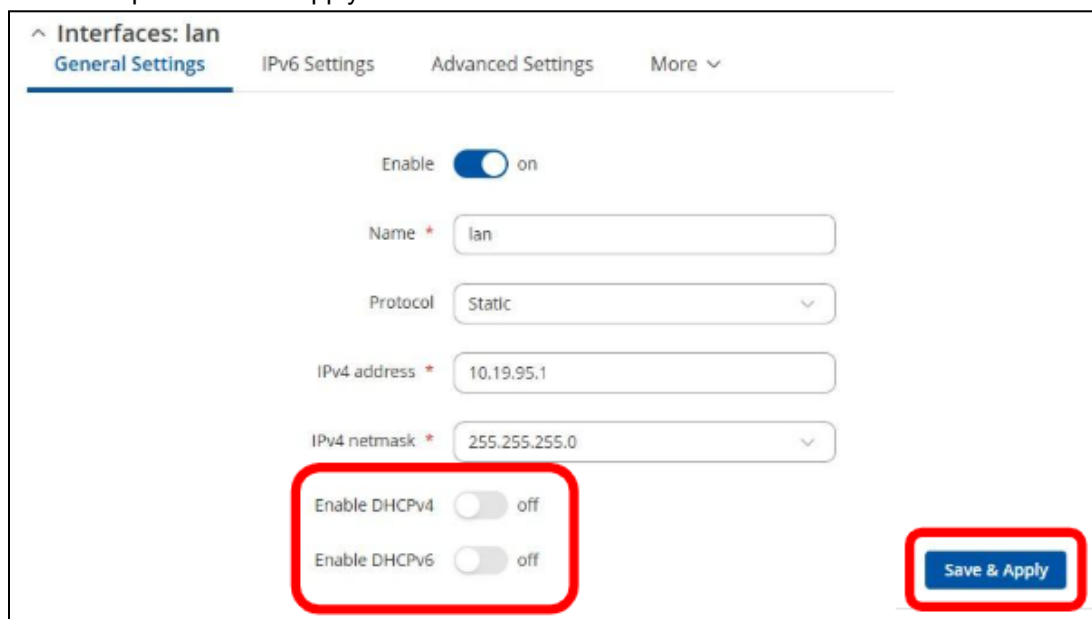 Interfaces: lan
General Settings IPv6 Settings Advanced Settings More
Enable on
Name * lan
Protocol Static
IPv4 address * 10.19.95.1
IPv4 netmask * 255.255.255.0
Enable DHCPv4 off
Enable DHCPv6 off
Save & Apply